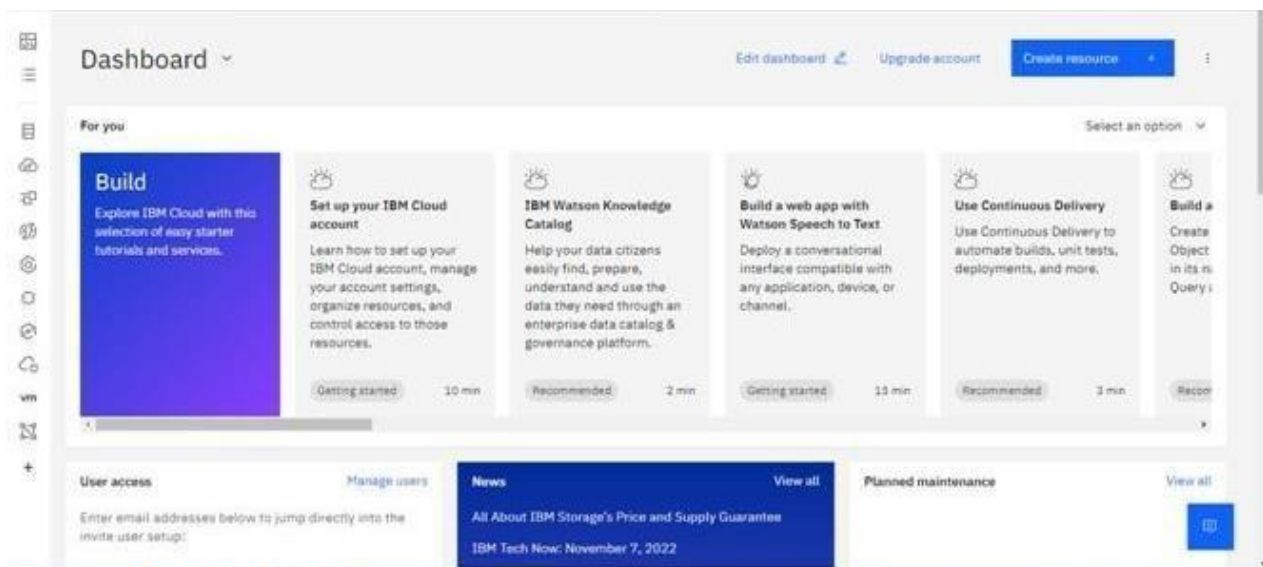 Dashboard
Edit dashboard
Upgrade account
Create resource +
For you
Select an option
Build
Explore IBM Cloud with this
selection of easy starter
tutorials and services.
Set up your IBM Cloud
account
Learn how to set up your
IBM Cloud account, manage
your account settings,
organize resources, and
control access to those
resources.
Getting started 10 min
IBM Watson Knowledge
Catalog
Help your data citizens
easily find, prepare,
understand and use the
data they need through an
enterprise data catalog &
governance platform.
Recommended 2 min
Build a web app with
Watson Speech to Text
Deploy a conversational
interface compatible with
any application, device, or
channel.
Getting started 13 min
Use Continuous Delivery
Use Continuous Delivery to
automate builds, unit tests,
deployments, and more.
Recommended 3 min
Build a
Create
Object
in its n
Query
Recom
vm
+
User access
Manage users
Enter email addresses below to jump directly into the
invite user setup:
News
View all
All About IBM Storage's Price and Supply Guarantee
IBM Tech Now: November 7, 2022
Planned maintenance
View all